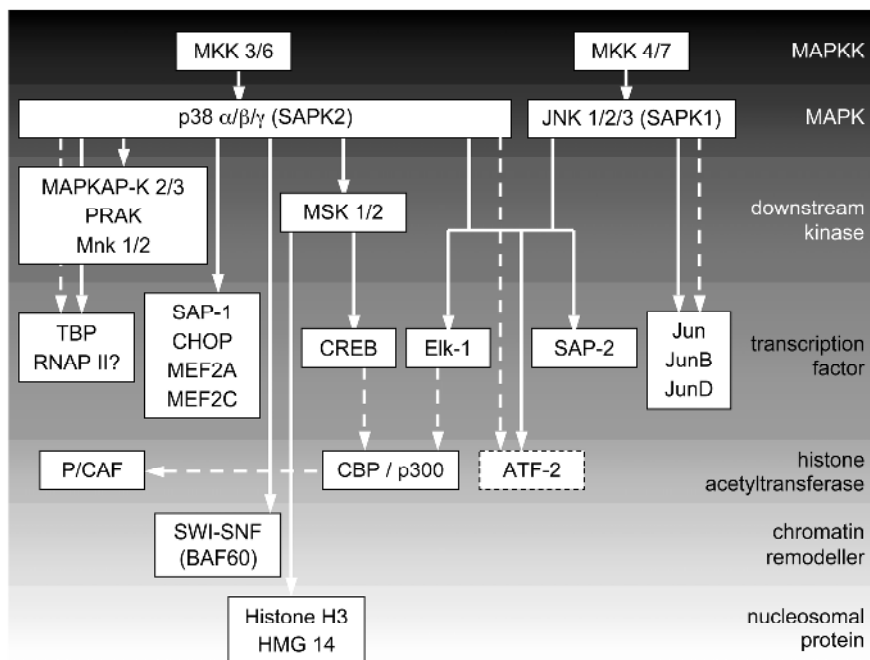 MKK 3/6
MKK 4/7
MAPKK
p38 α/β/γ (SAPK2)
JNK 1/2/3 (SAPK1)
MAPK
MAPKAP-K 2/3
PRAK
Mnk 1/2
MSK 1/2
downstream
kinase
TBP
RNAP II?
SAP-1
CHOP
MEF2A
MEF2C
CREB
Elk-1
SAP-2
Jun
JunB
JunD
transcription
factor
P/CAF
CBP / p300
ATF-2
histone
acetyltransferase
SWI-SNF
(BAF60)
chromatin
remodeller
Histone H3
HMG 14
nucleosomal
protein